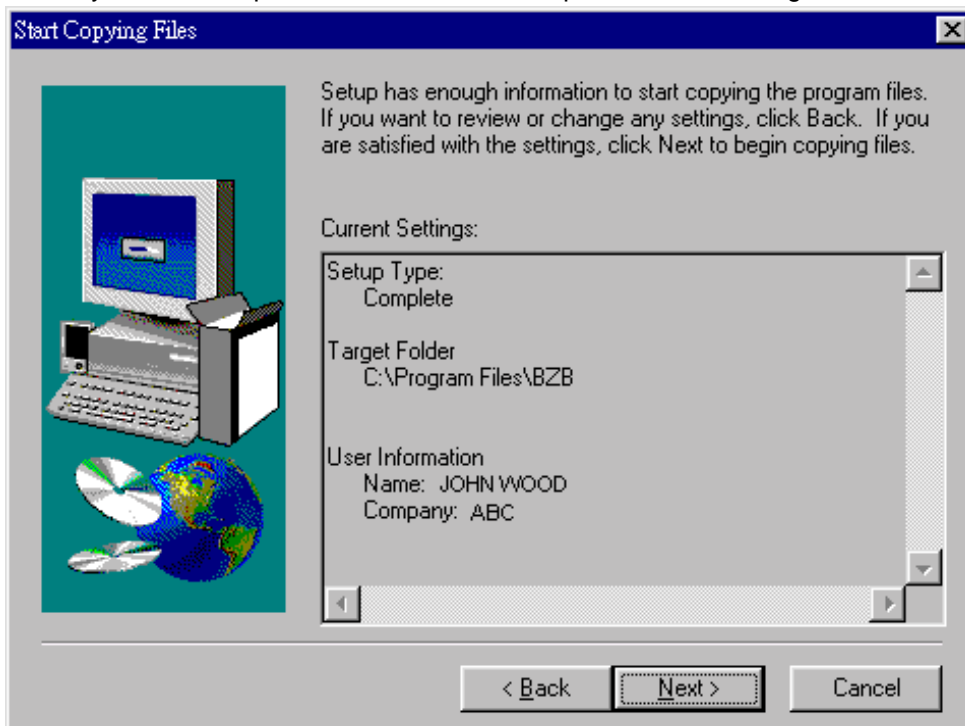 Start Copying Files
Setup has enough information to start copying the program files.
If you want to review or change any settings, click Back.  If you
are satisfied with the settings, click Next to begin copying files.
Current Settings:
Setup Type:
Complete
Target Folder
C:\Program Files\BZB
User Information
Name:  JOHN WOOD
Company:  ABC
< Back
Next >
Cancel